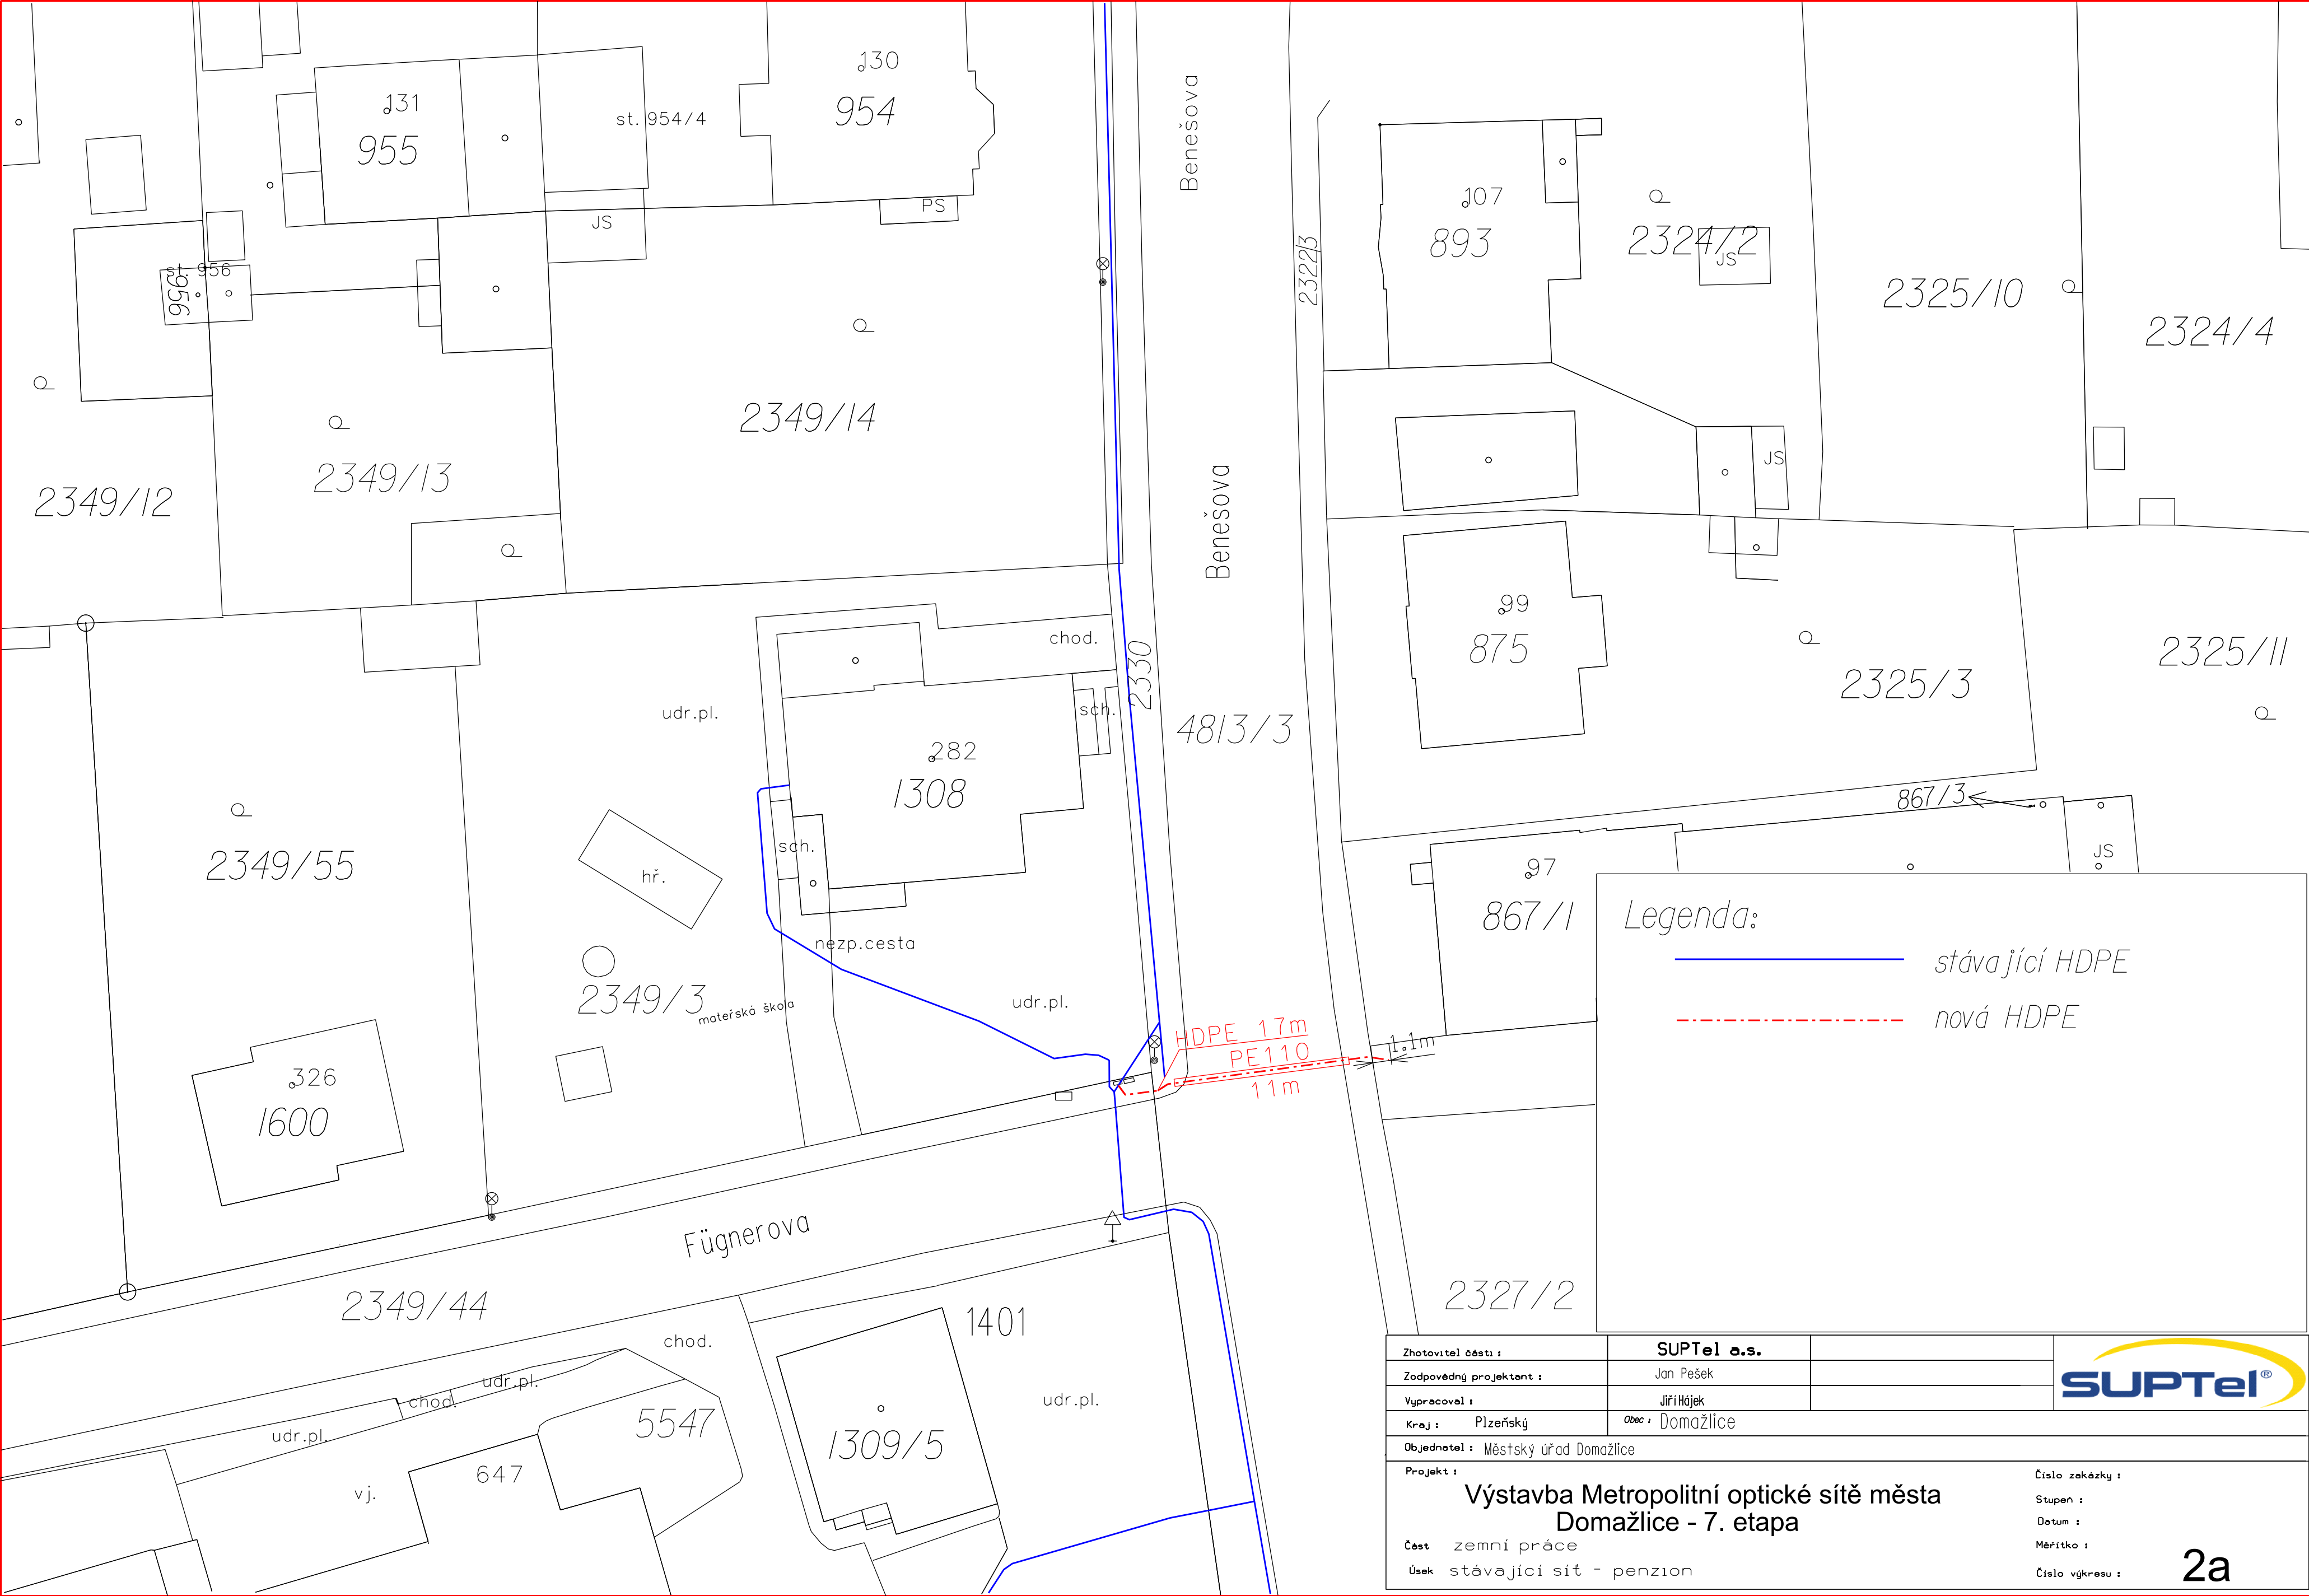 130
954
131
955
st. 954/4
Benešova
PS
JS
107
893
2324/2
JS
2322/3
st. 956
956
2325/10
2324/4
2349/14
2349/13
2349/12
JS
Benešova
99
875
chod.
2330
2325/11
2325/3
udr.pl.
sch.
4813/3
282
1308
867/3
2349/55
sch.
hř.
97
867/1
JS
nezp.cesta
2349/3
mateřská škola
udr.pl.
HDPE 17m
PE110
11m
1.1m
Legenda:
stávající HDPE
nová HDPE
326
1600
Fügnerova
2349/44
2327/2
1401
chod.
udr.pl.
chod.
udr.pl.
5547
udr.pl.
1309/5
647
vj.
Zhotovitel části : SUPTel a.s.
Zodpovědný projektant : Jan Pešek
Vypracoval : Jiří Hájek
Kraj : Plzeňský Obec : Domažlice
Objednatel : Městský úřad Domažlice
SUPTel®
Projekt :
Výstavba Metropolitní optické sítě města
Domažlice - 7. etapa
Část zemní práce
Úsek stávající síť - penzion
Číslo zakázky :
Stupeň :
Datum :
Měřítko :
Číslo výkresu : 2a